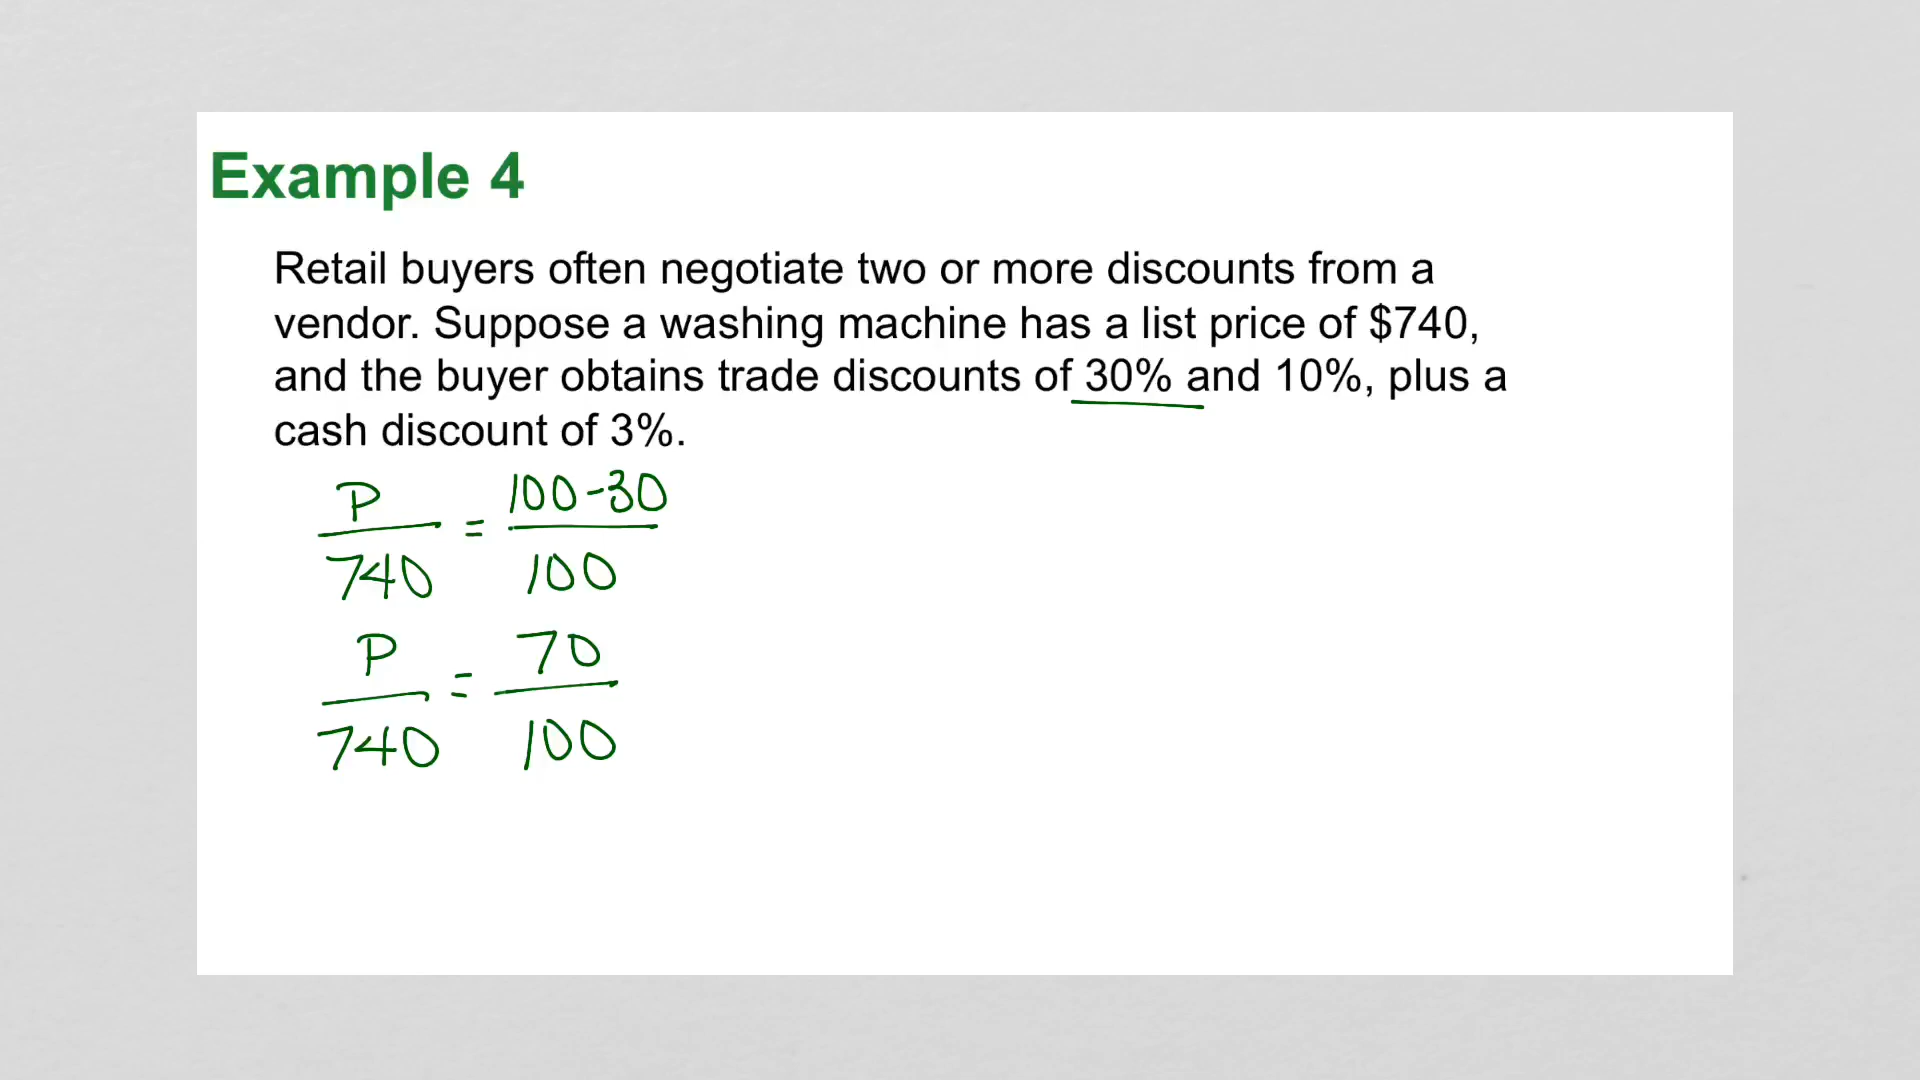 Example 4
Retail buyers often negotiate two or more discounts from a
vendor. Suppose a washing machine has a list price of $740,
and the buyer obtains trade discounts of 30% and 10%, plus a
cash discount of 3%.
P/740 = 100-30/100
P/740 = 70/100